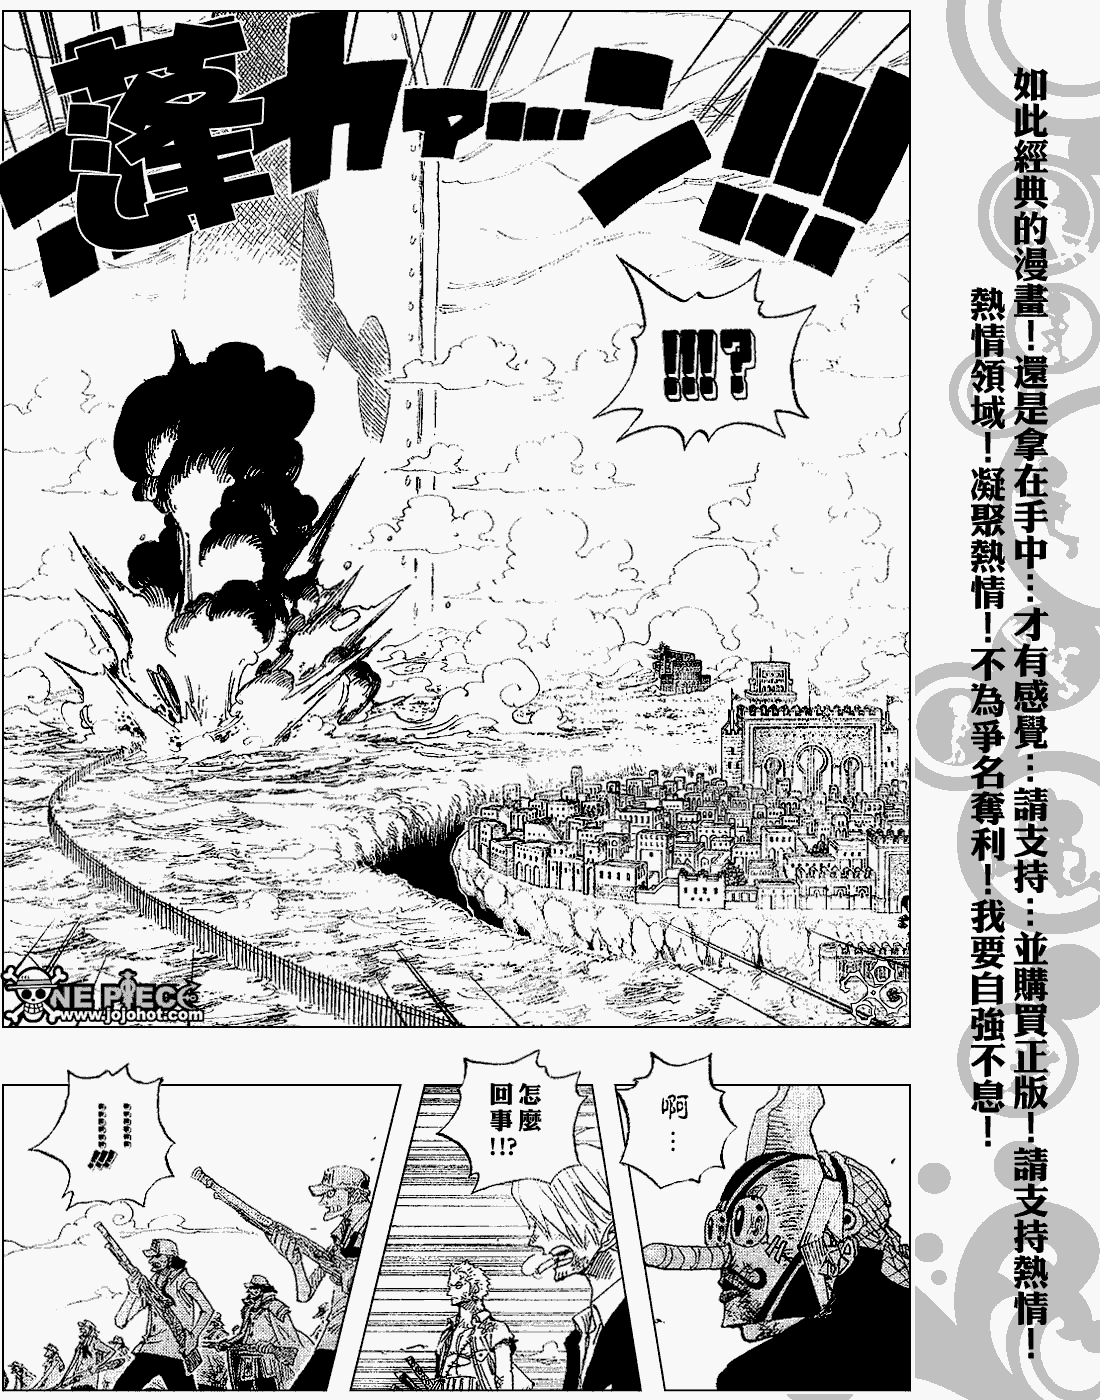 如此經典的漫畫！還是拿在手中…才有感覺…請支持…並購買正版！請支持熱情！
熱情領域！凝聚熱情！不為爭名奪利！我要自強不息！
蓬
カァーーン!!!
!!!?
ONE PIECE
www.jojohot.com
啊…
怎麼
回事
!!?